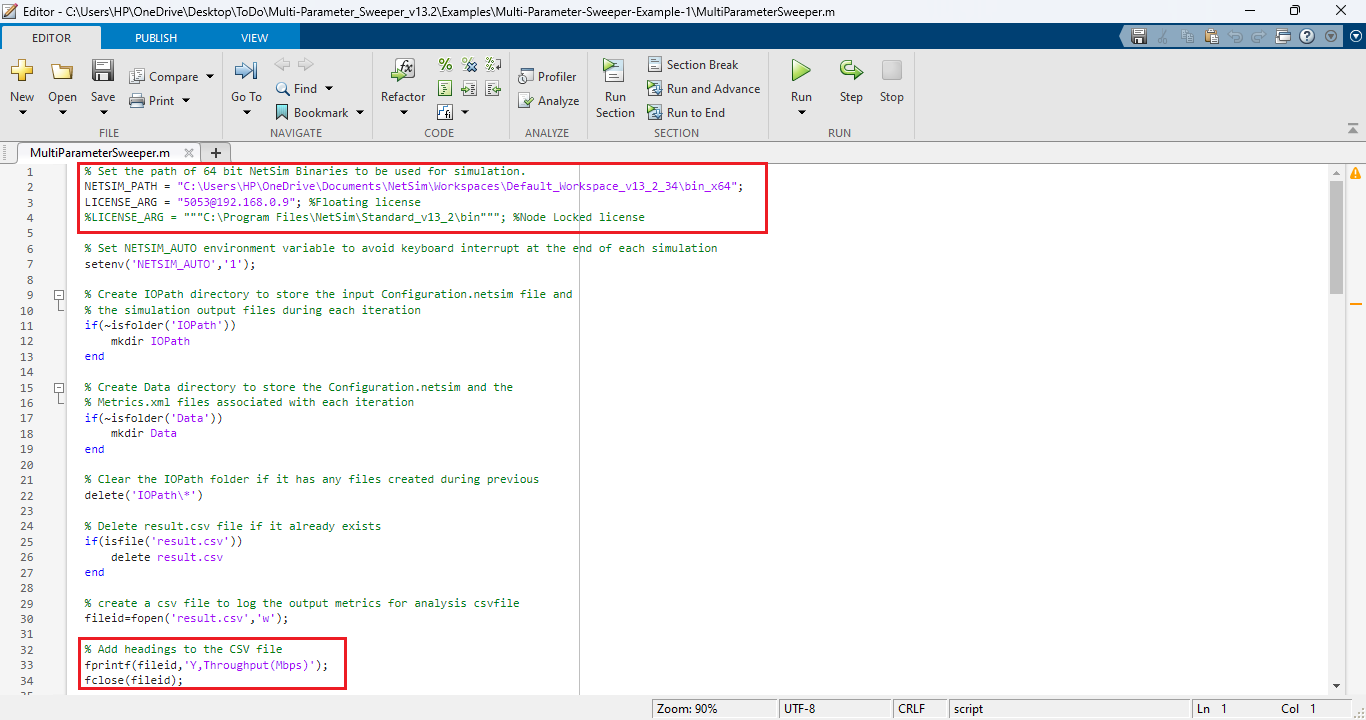 Editor - C:\Users\HP\OneDrive\Desktop\ToDo\Multi-Parameter_Sweeper_v13.2\Examples\Multi-Parameter-Sweeper-Example-1\MultiParameterSweeper.m
EDITOR PUBLISH VIEW
New Open Save Compare Print
Go To Find Bookmark
Refactor
Profiler Analyze
Run Section
Section Break
Run and Advance
Run to End
Run Step Stop
FILE NAVIGATE CODE ANALYZE SECTION RUN
MultiParameterSweeper.m
1 % Set the path of 64 bit NetSim Binaries to be used for simulation.
2 NETSIM_PATH = "C:\Users\HP\OneDrive\Documents\NetSim\Workspaces\Default_Workspace_v13_2_34\bin_x64";
3 LICENSE_ARG = "5053@192.168.0.9"; %Floating license
4 %LICENSE_ARG = """C:\Program Files\NetSim\Standard_v13_2\bin"""; %Node Locked license
5
6 % Set NETSIM_AUTO environment variable to avoid keyboard interrupt at the end of each simulation
7 setenv('NETSIM_AUTO','1');
8
9 % Create IOPath directory to store the input Configuration.netsim file and
10 % the simulation output files during each iteration
11 if(~isfolder('IOPath'))
12 mkdir IOPath
13 end
14
15 % Create Data directory to store the Configuration.netsim and the
16 % Metrics.xml files associated with each iteration
17 if(~isfolder('Data'))
18 mkdir Data
19 end
20
21 % Clear the IOPath folder if it has any files created during previous
22 delete('IOPath\*')
23
24 % Delete result.csv file if it already exists
25 if(isfile('result.csv'))
26 delete result.csv
27 end
28
29 % create a csv file to log the output metrics for analysis csvfile
30 fileid=fopen('result.csv','w');
31
32 % Add headings to the CSV file
33 fprintf(fileid,'Y,Throughput(Mbps)');
34 fclose(fileid);
Zoom: 90% UTF-8 CRLF script Ln 1 Col 1